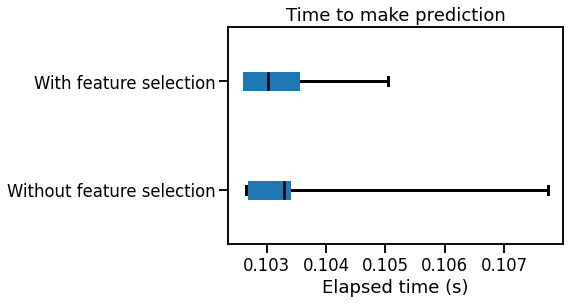 Time to make prediction
With feature selection
Without feature selection
0.103 0.104 0.105 0.106 0.107
Elapsed time (s)